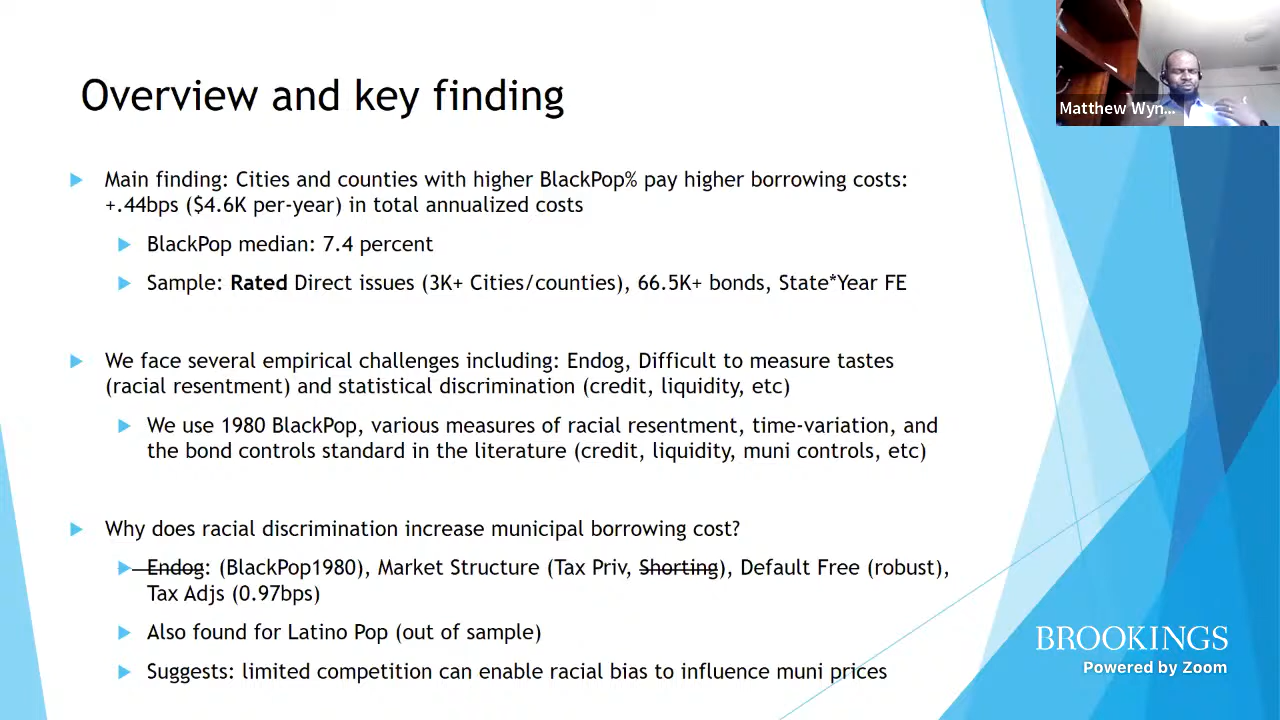 Overview and key finding
Matthew Wyn...
Main finding: Cities and counties with higher BlackPop% pay higher borrowing costs:
+.44bps ($4.6K per-year) in total annualized costs
BlackPop median: 7.4 percent
Sample: Rated Direct issues (3K+ Cities/counties), 66.5K+ bonds, State*Year FE
We face several empirical challenges including: Endog, Difficult to measure tastes
(racial resentment) and statistical discrimination (credit, liquidity, etc)
We use 1980 BlackPop, various measures of racial resentment, time-variation, and
the bond controls standard in the literature (credit, liquidity, muni controls, etc)
Why does racial discrimination increase municipal borrowing cost?
Endog: (BlackPop1980), Market Structure (Tax Priv, Shorting), Default Free (robust),
Tax Adjs (0.97bps)
Also found for Latino Pop (out of sample)
Suggests: limited competition can enable racial bias to influence muni prices
BROOKINGS
Powered by Zoom